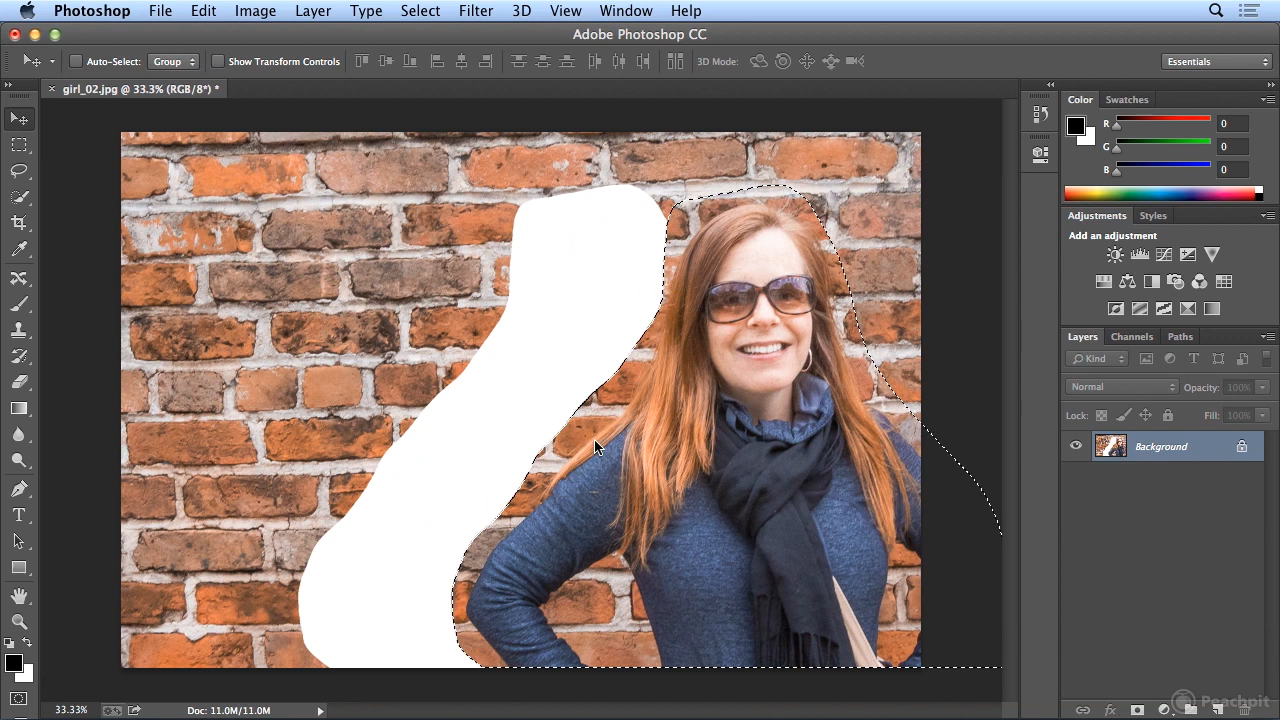 Photoshop File Edit Image Layer Type Select Filter 3D View Window Help
Adobe Photoshop CC
Auto-Select: Group Show Transform Controls 3D Mode: Essentials
× girl_02.jpg @ 33.3% (RGB/8*) *
Color Swatches
R 0
G 0
B 0
Adjustments Styles
Add an adjustment
Layers Channels Paths
Kind
Normal Opacity: 100%
Lock: Fill: 100%
Background
33.33% Doc: 11.0M/11.0M
Peachpit